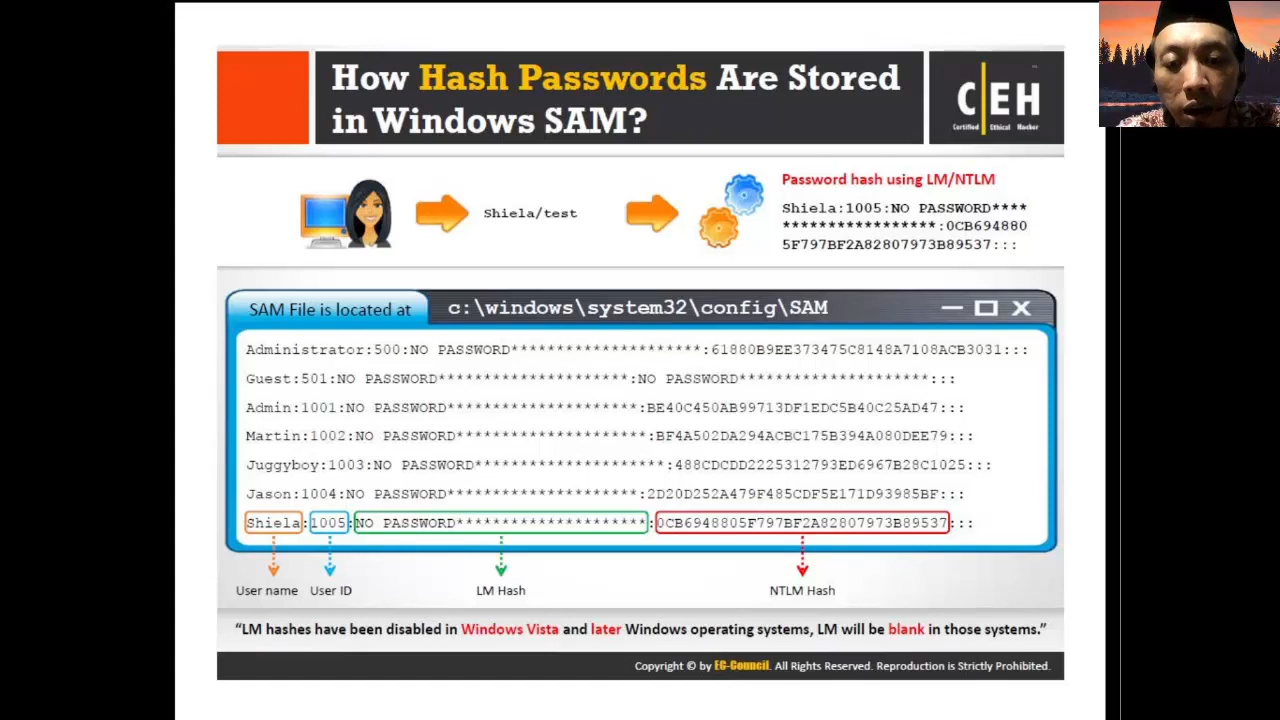 How Hash Passwords Are Stored
in Windows SAM?
C|EH
Certified Ethical Hacker
Shiela/test
Password hash using LM/NTLM
Shiela:1005:NO PASSWORD****
*****************:0CB694880
5F797BF2A82807973B89537:::
SAM File is located at
c:\windows\system32\config\SAM
Administrator:500:NO PASSWORD*********************:61880B9EE373475C8148A7108ACB3031:::
Guest:501:NO PASSWORD*********************:NO PASSWORD*********************:::
Admin:1001:NO PASSWORD*********************:BE40C450AB99713DF1EDC5B40C25AD47:::
Martin:1002:NO PASSWORD*********************:BF4A502DA294ACBC175B394A080DEE79:::
Juggyboy:1003:NO PASSWORD*********************:488CDCDD2225312793ED6967B28C1025:::
Jason:1004:NO PASSWORD*********************:2D20D252A479F485CDF5E171D93985BF:::
Shiela:1005:NO PASSWORD*********************:0CB6948805F797BF2A82807973B89537:::
User name
User ID
LM Hash
NTLM Hash
“LM hashes have been disabled in Windows Vista and later Windows operating systems, LM will be blank in those systems.”
Copyright © by EC-Council. All Rights Reserved. Reproduction is Strictly Prohibited.